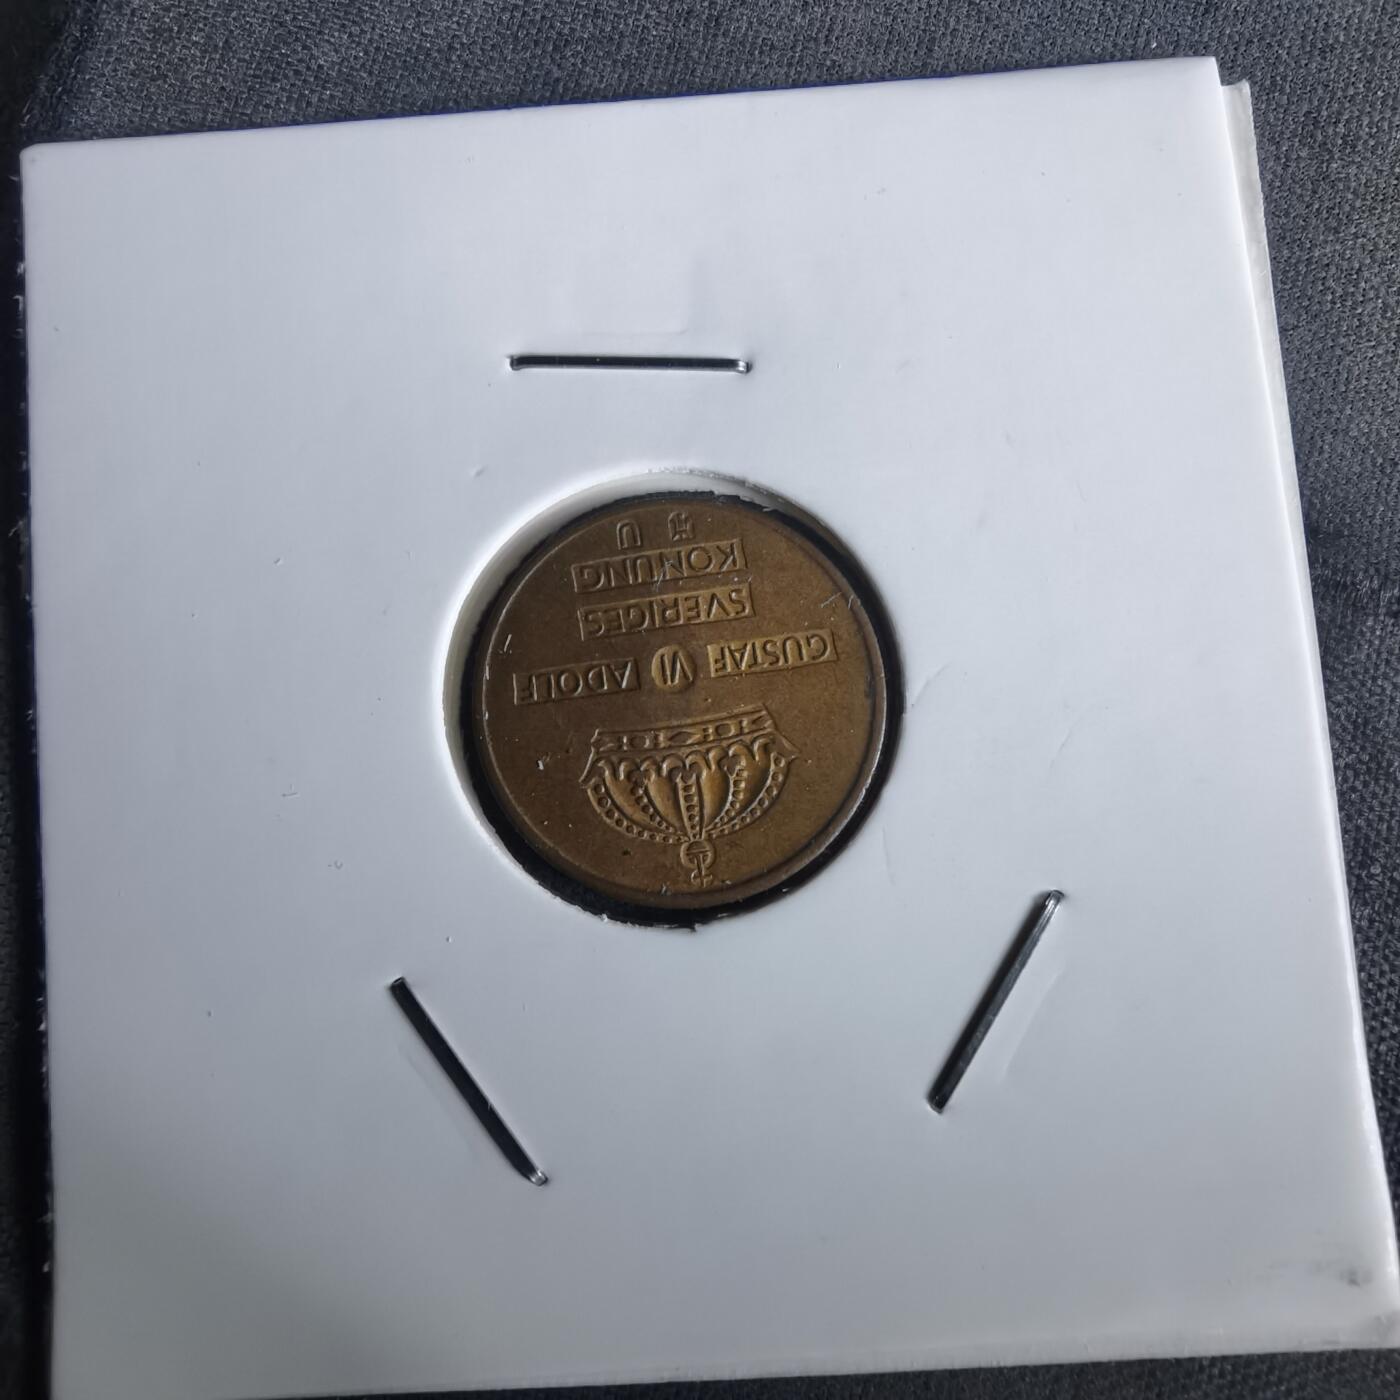 GUSTAF VI ADOLF
SVERIGES
KONUNG
U